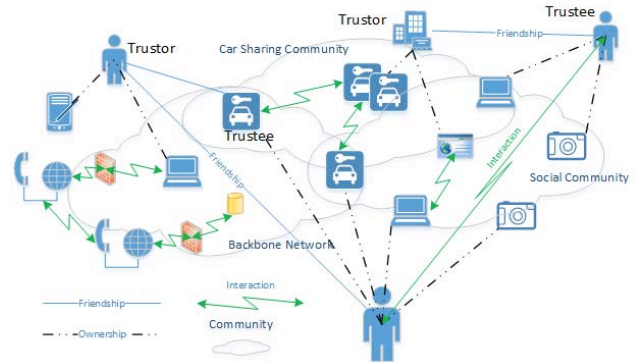 Trustee
Trustor
Friendship
Trustor
Car Sharing Community
Trustee
Friendship
Interaction
Social Community
Backbone Network
Interaction
Friendship
Community
Ownership